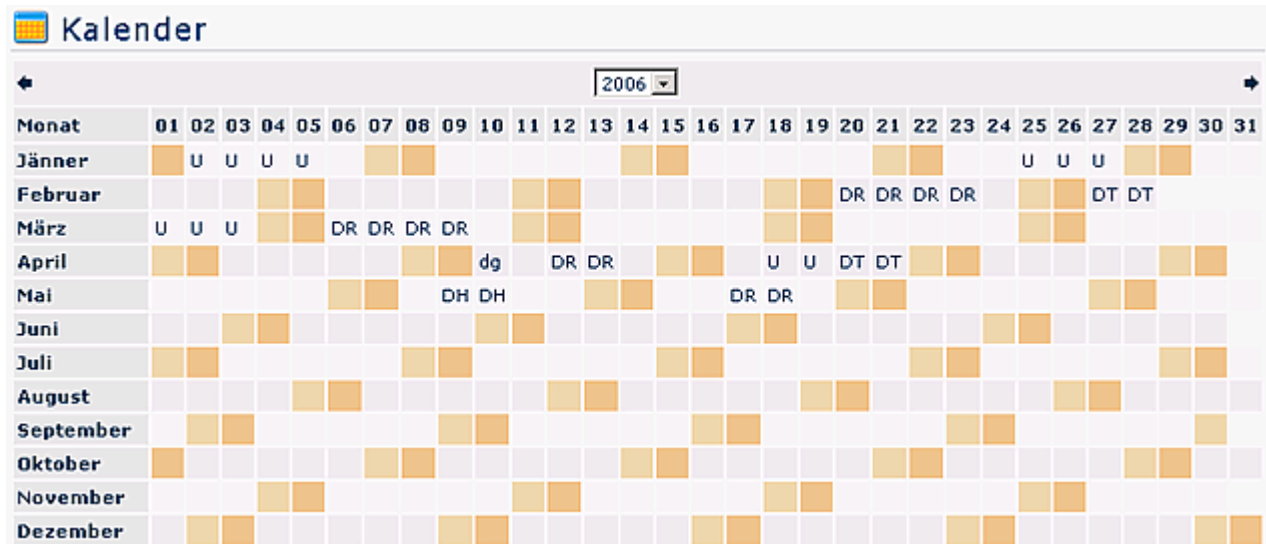 Kalender
2006
Monat 01 02 03 04 05 06 07 08 09 10 11 12 13 14 15 16 17 18 19 20 21 22 23 24 25 26 27 28 29 30 31
Jänner U U U U U U U
Februar DR DR DR DR DT DT
März U U U DR DR DR DR
April dg DR DR U U DT DT
Mai DH DH DR DR
Juni
Juli
August
September
Oktober
November
Dezember